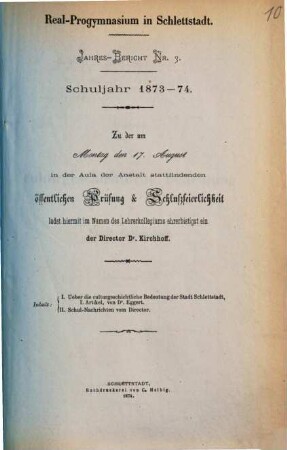 10
Real-Progymnasium in Schlettstadt.
Jahres-Bericht Nr. 3.
Schuljahr 1873—74.
Zu der am
Montag den 17. August
in der Aula der Anstalt stattfindenden
öffentlichen Prüfung & Schlußfeierlichkeit
ladet hiermit im Namen des Lehrerkollegiums ehrerbietigst ein
der Director Dr. Kirchhoff.
Inhalt:
I. Ueber die culturgeschichtliche Bedeutung der Stadt Schlettstadt,
I. Artikel, von Dr. Eggert.
II. Schul-Nachrichten vom Director.
SCHLETTSTADT,
Buchdruckerei von L. Helbig.
1874.